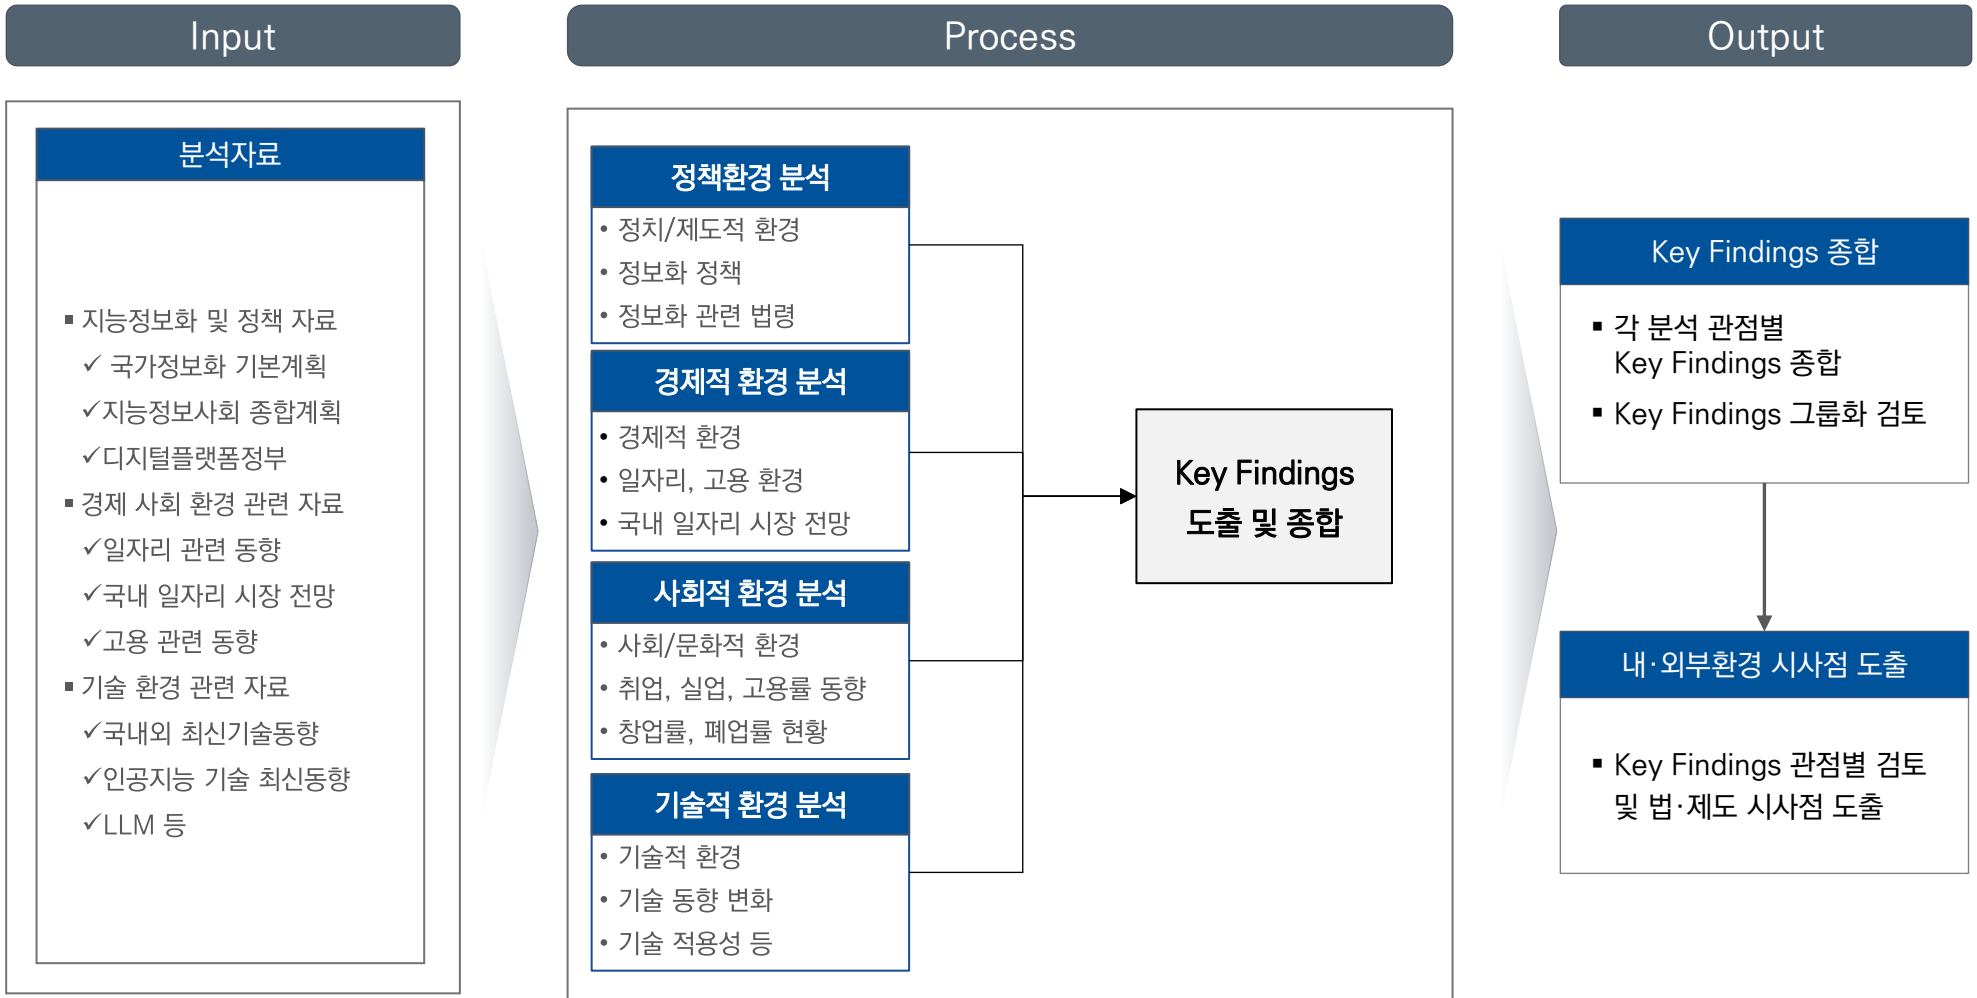 Input
Process
Output
분석자료
▪ 지능정보화 및 정책 자료
✓ 국가정보화 기본계획
✓지능정보사회 종합계획
✓디지털플랫폼정부
▪ 경제 사회 환경 관련 자료
✓일자리 관련 동향
✓국내 일자리 시장 전망
✓고용 관련 동향
▪ 기술 환경 관련 자료
✓국내외 최신기술동향
✓인공지능 기술 최신동향
✓LLM 등
정책환경 분석
• 정치/제도적 환경
• 정보화 정책
• 정보화 관련 법령
경제적 환경 분석
• 경제적 환경
• 일자리, 고용 환경
• 국내 일자리 시장 전망
사회적 환경 분석
• 사회/문화적 환경
• 취업, 실업, 고용률 동향
• 창업률, 폐업률 현황
기술적 환경 분석
• 기술적 환경
• 기술 동향 변화
• 기술 적용성 등
Key Findings
도출 및 종합
Key Findings 종합
▪ 각 분석 관점별
Key Findings 종합
▪ Key Findings 그룹화 검토
내·외부환경 시사점 도출
▪ Key Findings 관점별 검토
및 법·제도 시사점 도출